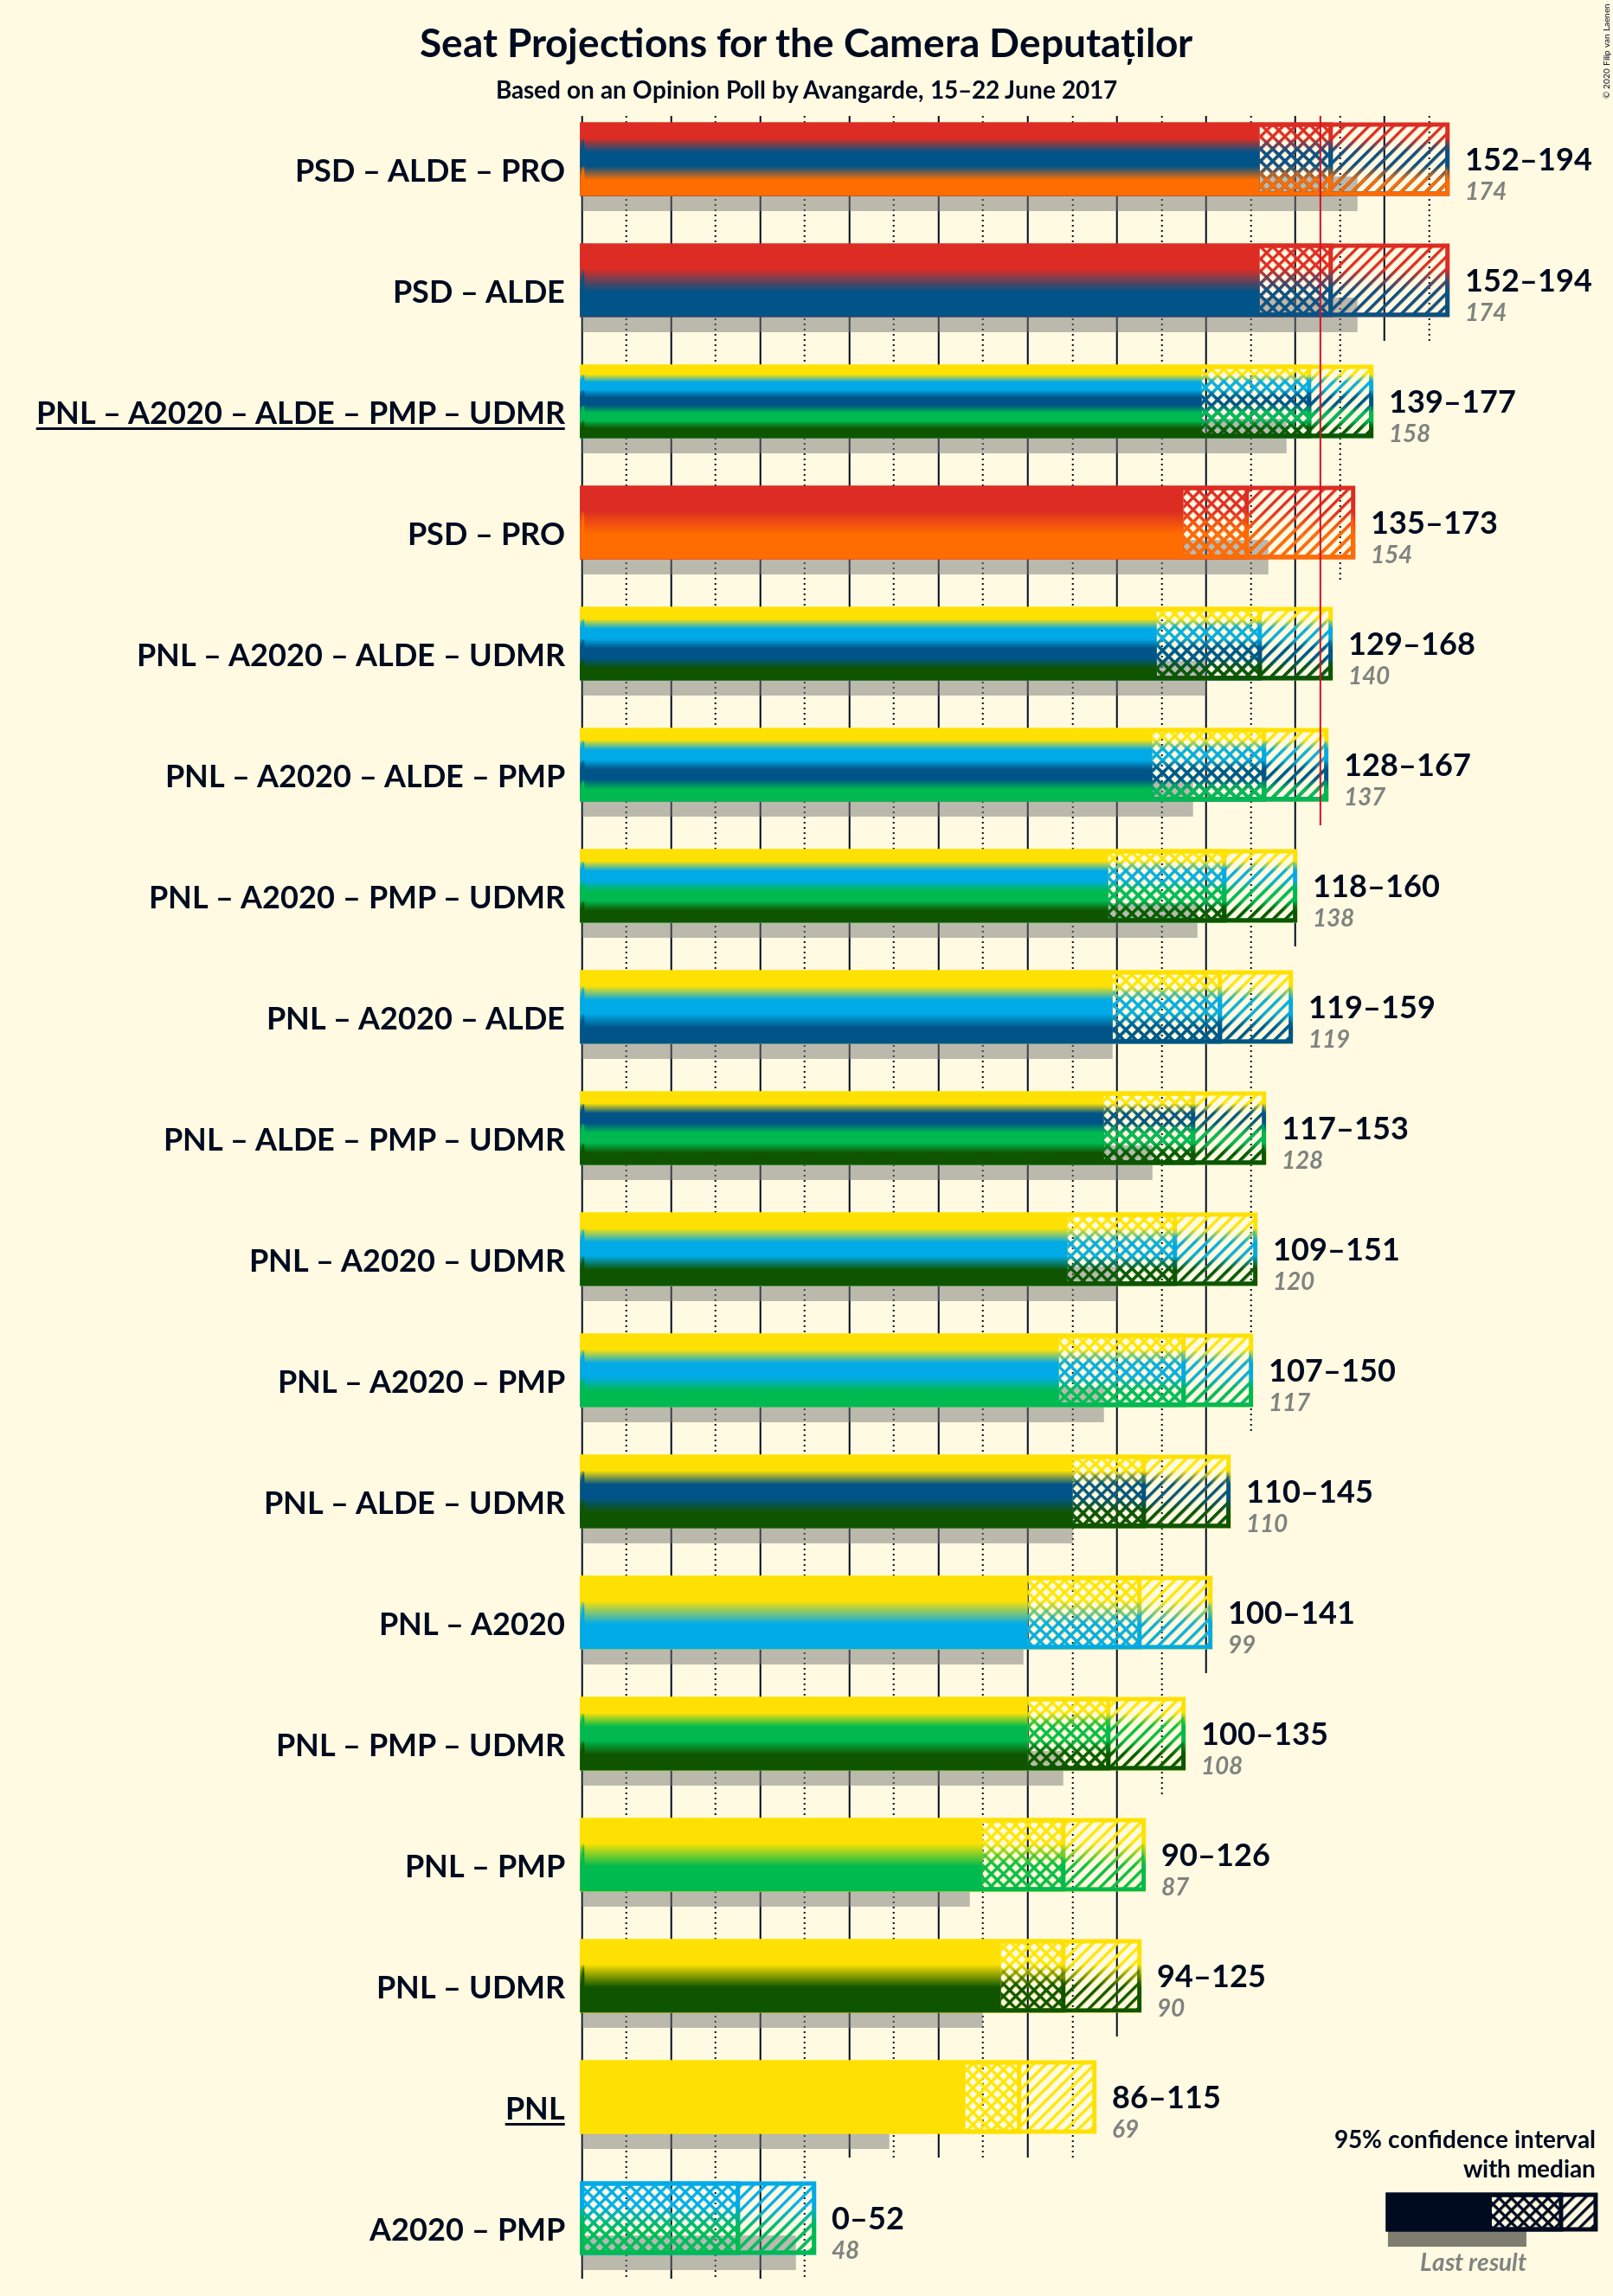 Seat Projections for the Camera Deputaților
Based on an Opinion Poll by Avangarde, 15–22 June 2017
© 2020 Filip van Laenen
PSD – ALDE – PRO
152–194
174
PSD – ALDE
152–194
174
PNL – A2020 – ALDE – PMP – UDMR
139–177
158
PSD – PRO
135–173
154
PNL – A2020 – ALDE – UDMR
129–168
140
PNL – A2020 – ALDE – PMP
128–167
137
PNL – A2020 – PMP – UDMR
118–160
138
PNL – A2020 – ALDE
119–159
119
PNL – ALDE – PMP – UDMR
117–153
128
PNL – A2020 – UDMR
109–151
120
PNL – A2020 – PMP
107–150
117
PNL – ALDE – UDMR
110–145
110
PNL – A2020
100–141
99
PNL – PMP – UDMR
100–135
108
PNL – PMP
90–126
87
PNL – UDMR
94–125
90
PNL
86–115
69
A2020 – PMP
0–52
48
95% confidence interval
with median
Last result